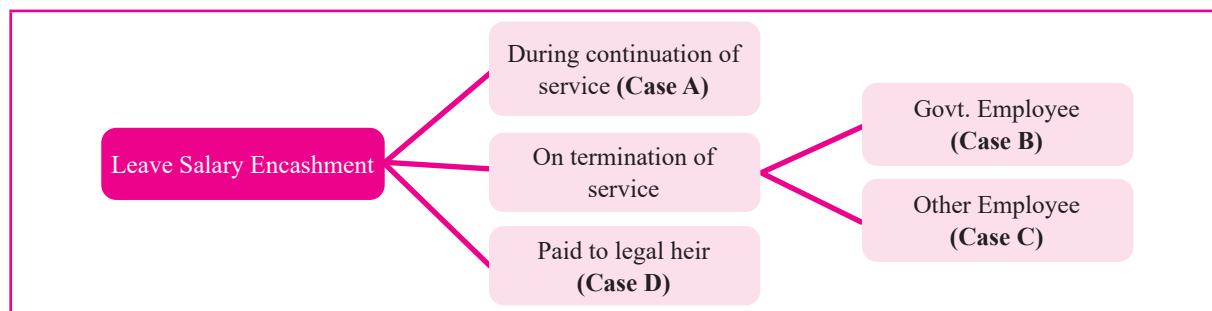 Leave Salary Encashment
During continuation of
service (Case A)
On termination of
service
Paid to legal heir
(Case D)
Govt. Employee
(Case B)
Other Employee
(Case C)